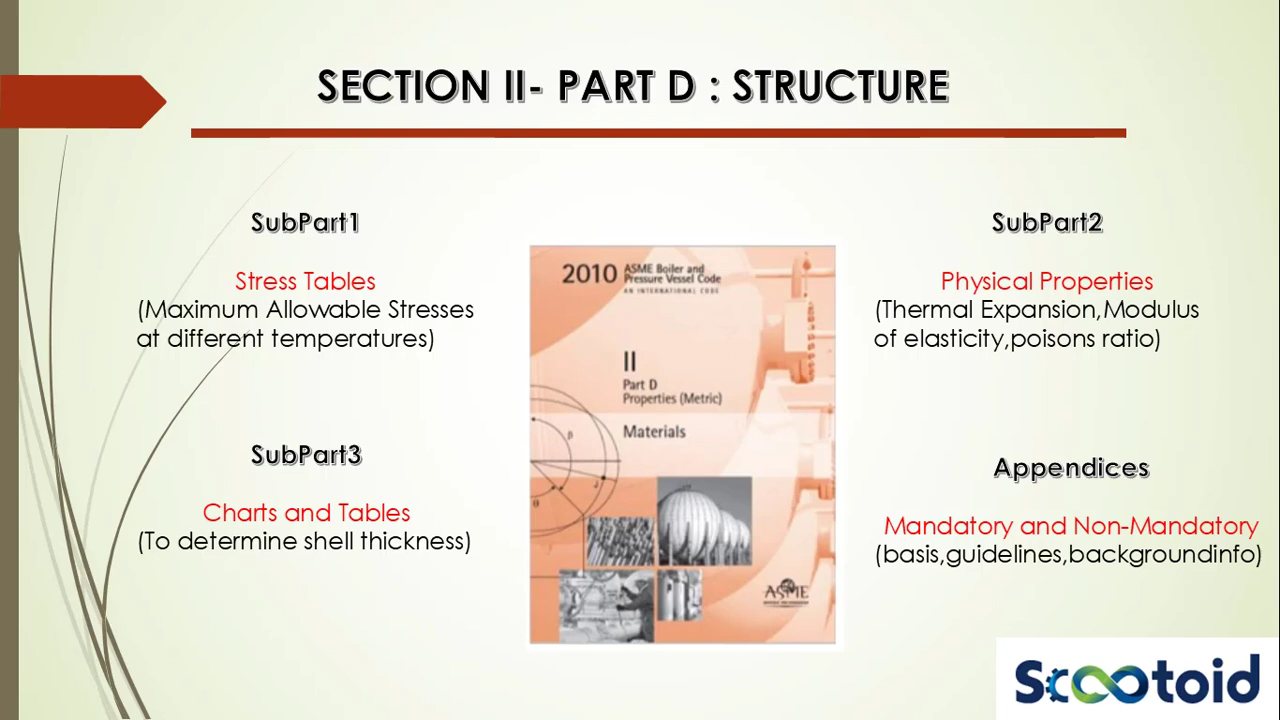 SECTION II- PART D : STRUCTURE
SubPart1
Stress Tables
(Maximum Allowable Stresses
at different temperatures)
SubPart2
Physical Properties
(Thermal Expansion,Modulus
of elasticity,poisons ratio)
2010 ASME Boiler and
Pressure Vessel Code
AN INTERNATIONAL CODE
II
Part D
Properties (Metric)
Materials
ASME
SubPart3
Charts and Tables
(To determine shell thickness)
Appendices
Mandatory and Non-Mandatory
(basis,guidelines,backgroundinfo)
Scootoid